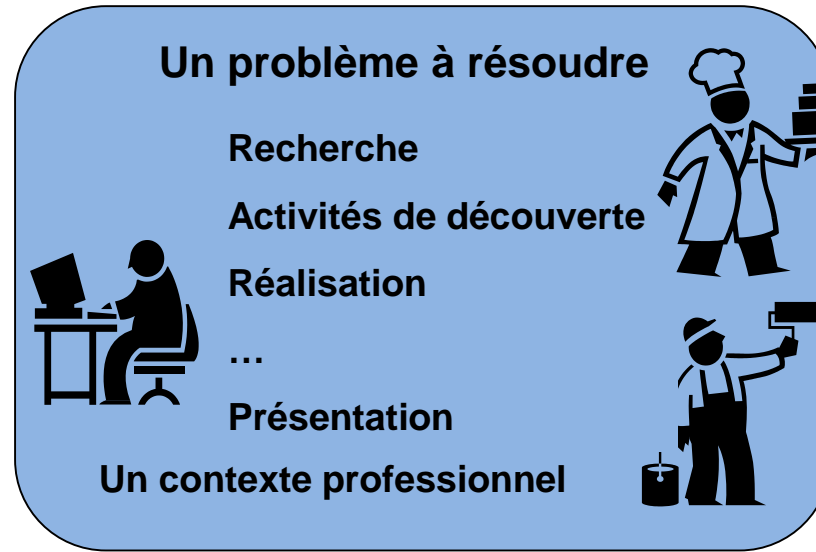 Un problème à résoudre
Recherche
Activités de découverte
Réalisation
…
Présentation
Un contexte professionnel